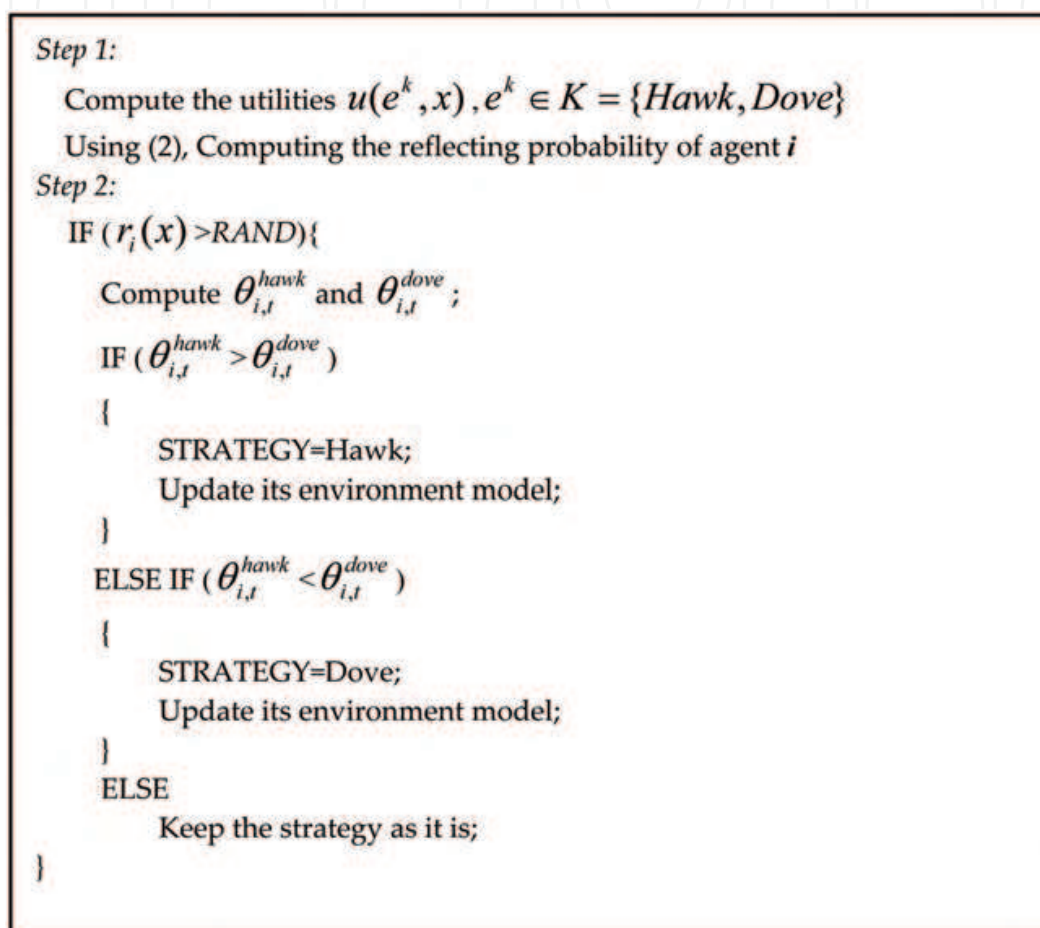 Step 1:
Compute the utilities u(e^k, x), e^k ∈ K = {Hawk, Dove}
Using (2), Computing the reflecting probability of agent i
Step 2:
IF (r_i(x) >RAND){
Compute θ_{i,t}^{hawk} and θ_{i,t}^{dove} ;
IF (θ_{i,t}^{hawk} > θ_{i,t}^{dove} )
{
STRATEGY=Hawk;
Update its environment model;
}
ELSE IF (θ_{i,t}^{hawk} < θ_{i,t}^{dove} )
{
STRATEGY=Dove;
Update its environment model;
}
ELSE
Keep the strategy as it is;
}